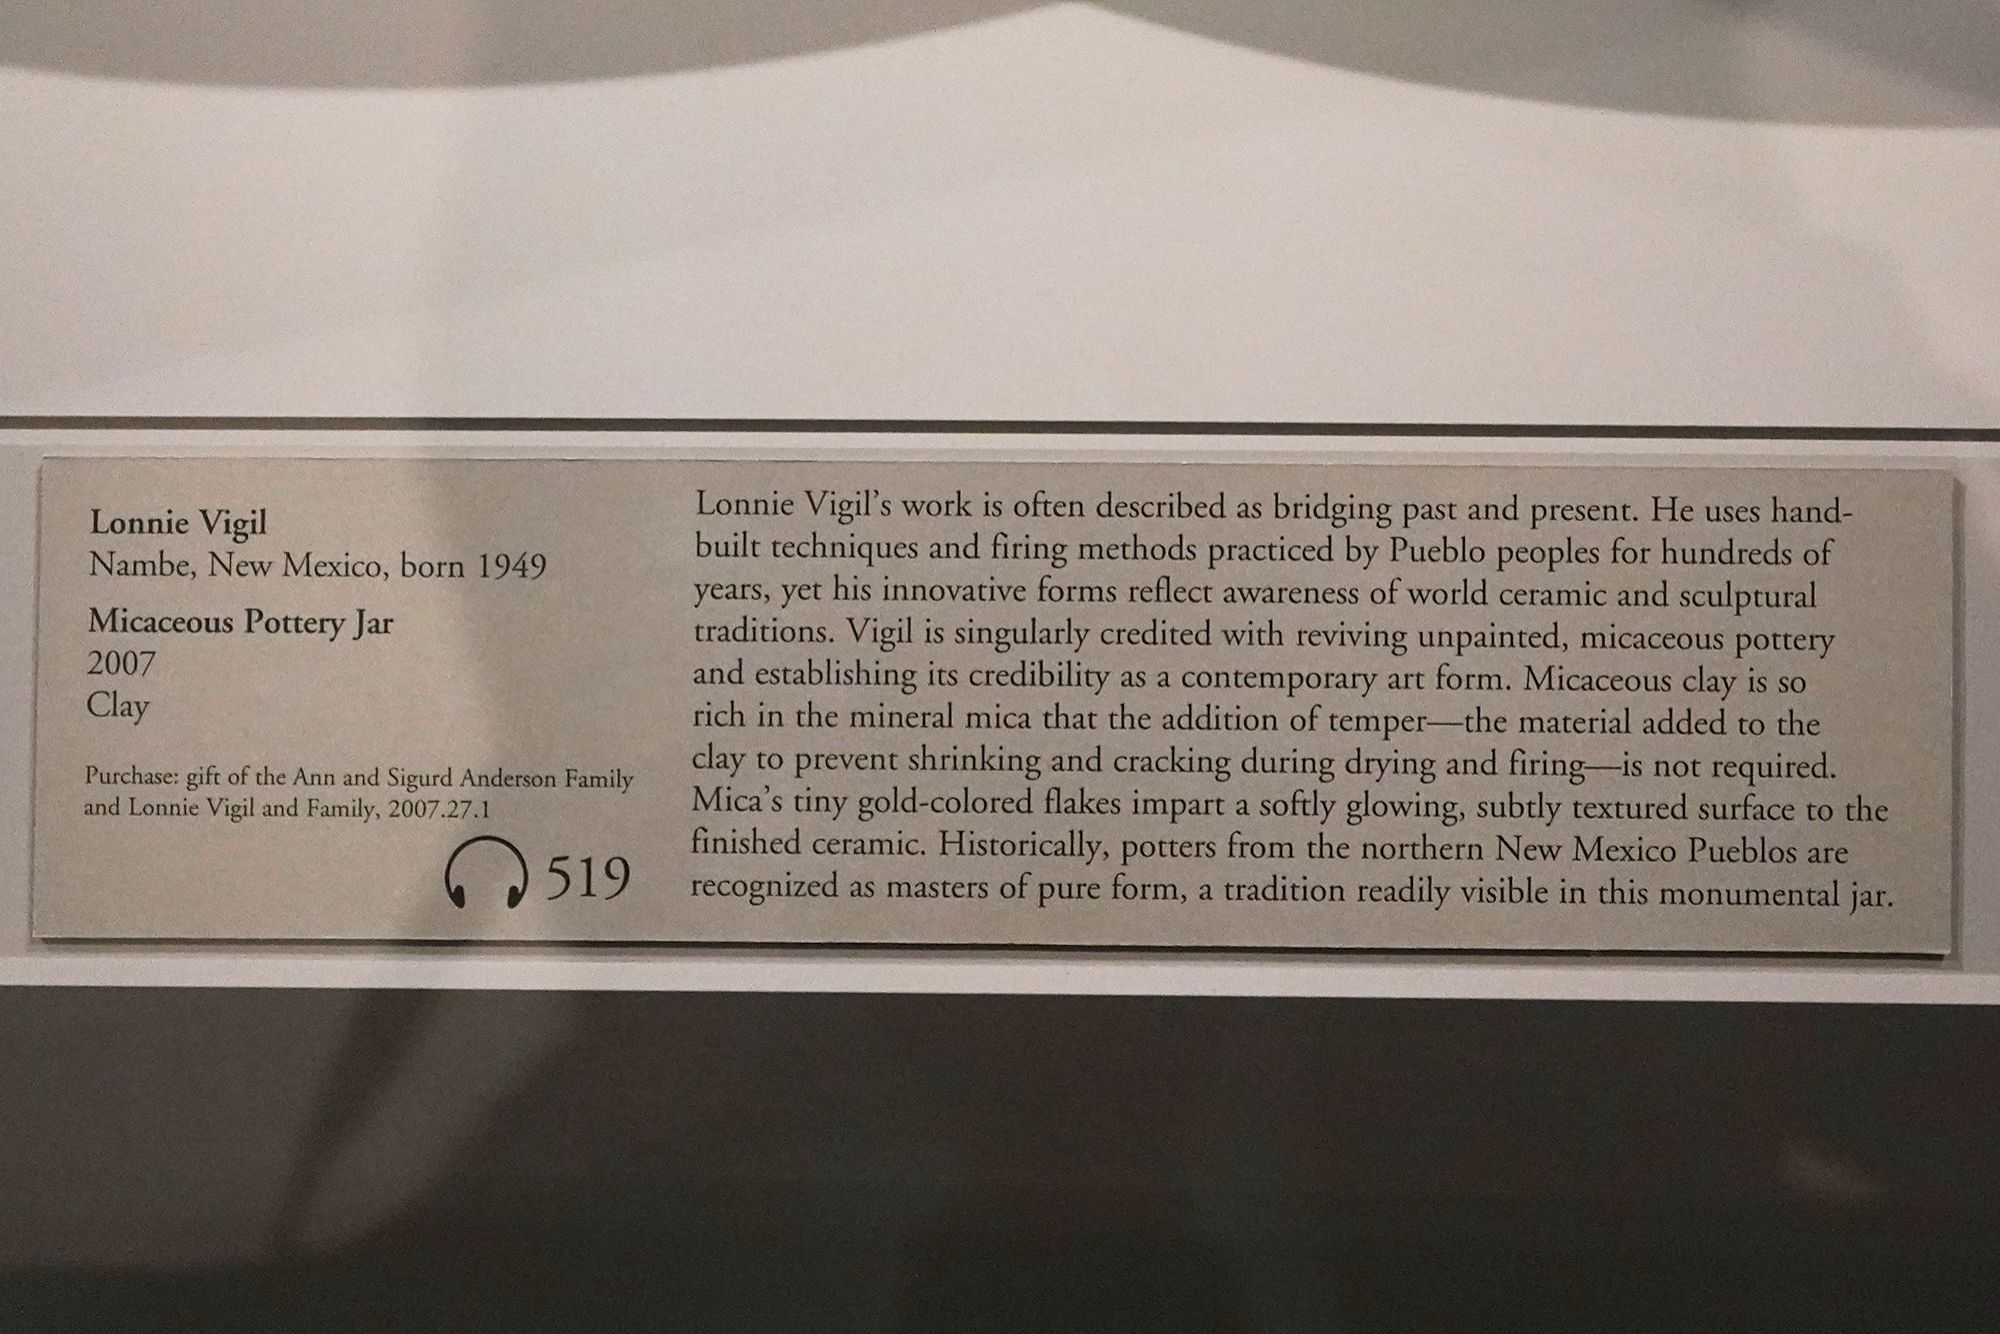 Lonnie Vigil
Nambe, New Mexico, born 1949
Micaceous Pottery Jar
2007
Clay
Purchase: gift of the Ann and Sigurd Anderson Family
and Lonnie Vigil and Family, 2007.27.1
519
Lonnie Vigil's work is often described as bridging past and present. He uses hand-
built techniques and firing methods practiced by Pueblo peoples for hundreds of
years, yet his innovative forms reflect awareness of world ceramic and sculptural
traditions. Vigil is singularly credited with reviving unpainted, micaceous pottery
and establishing its credibility as a contemporary art form. Micaceous clay is so
rich in the mineral mica that the addition of temper—the material added to the
clay to prevent shrinking and cracking during drying and firing—is not required.
Mica's tiny gold-colored flakes impart a softly glowing, subtly textured surface to the
finished ceramic. Historically, potters from the northern New Mexico Pueblos are
recognized as masters of pure form, a tradition readily visible in this monumental jar.